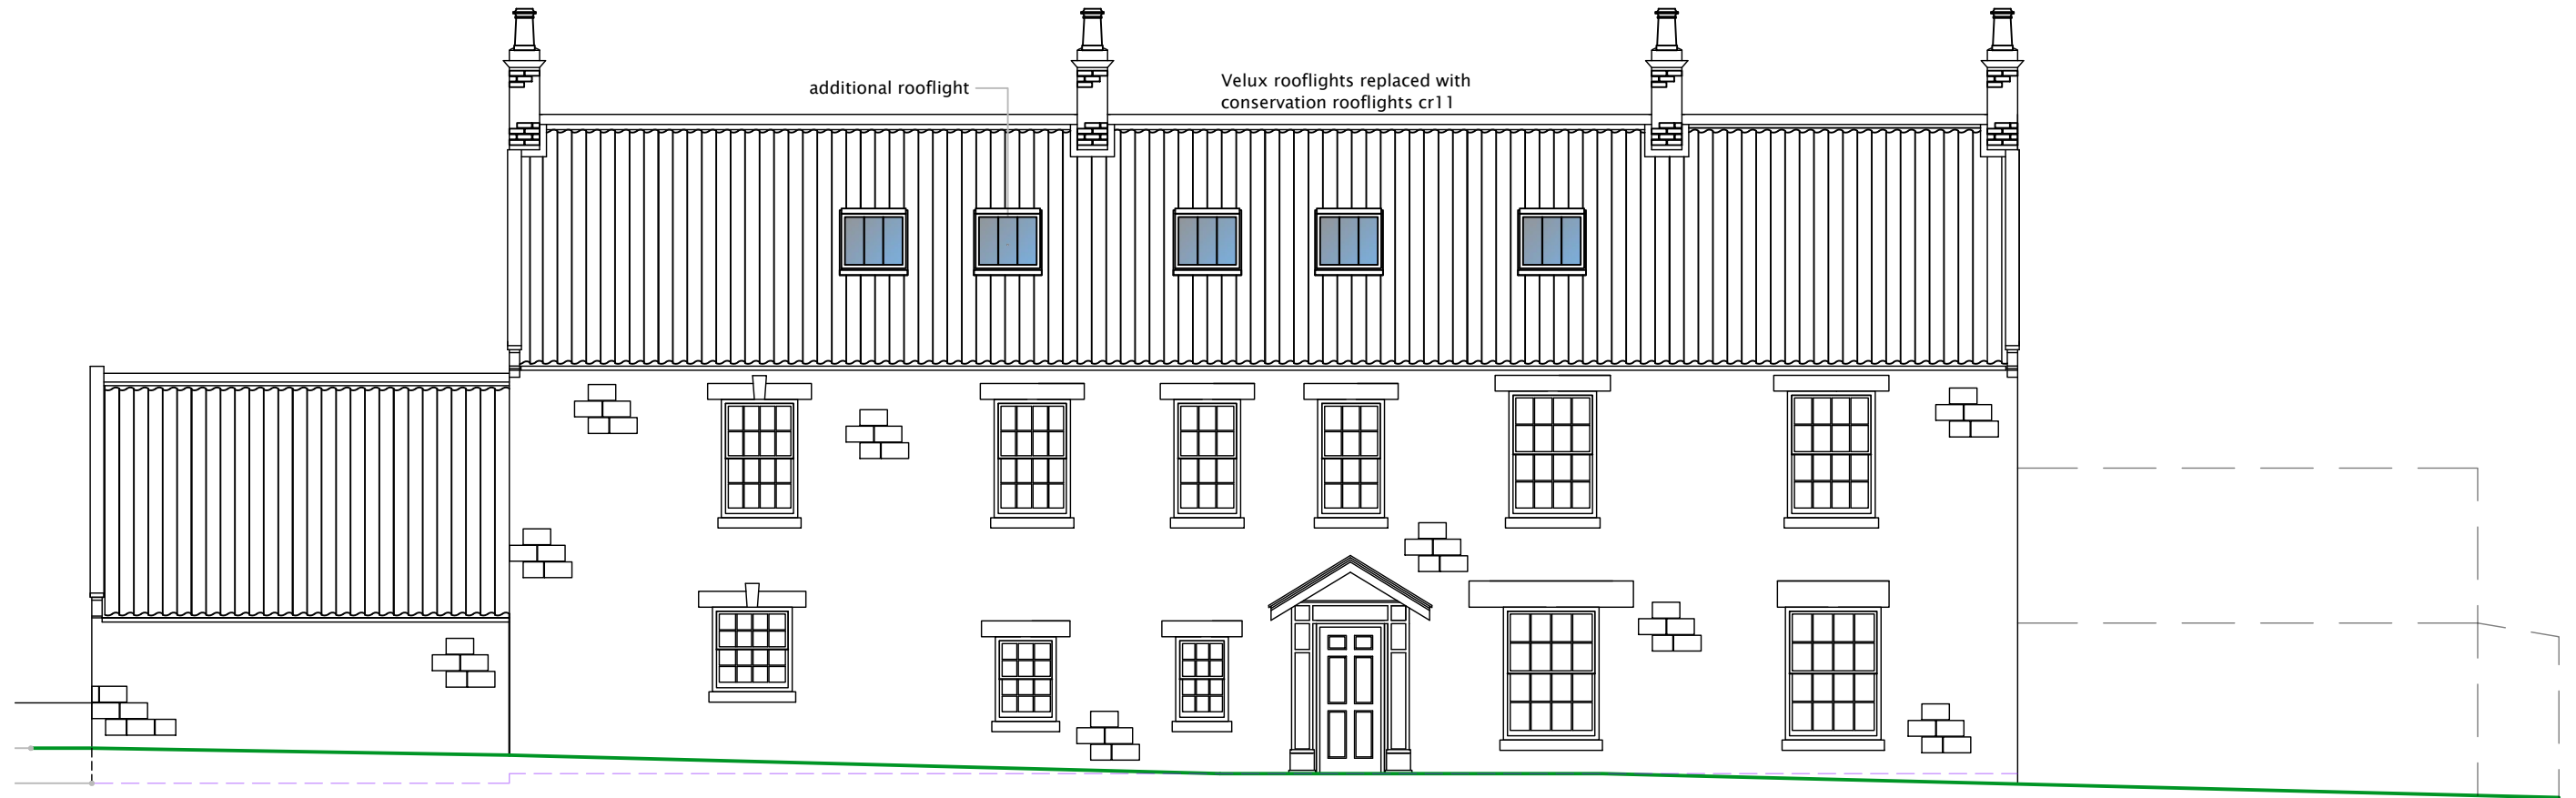 additional rooflight
Velux rooflights replaced with
conservation rooflights cr11